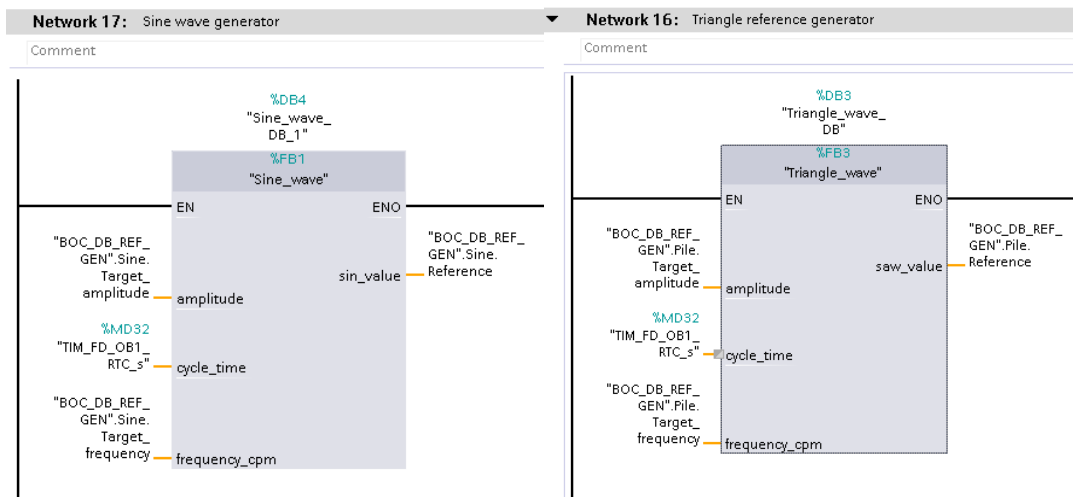 Network 17: Sine wave generator
Comment
%DB4
"Sine_wave_
DB_1"
%FB1
"Sine_wave"
EN
ENO
"BOC_DB_REF_
GEN".Sine.
Target_
amplitude
amplitude
"BOC_DB_REF_
GEN".Sine.
Reference
sin_value
%MD32
"TIM_FD_OB1_
RTC_s"
cycle_time
"BOC_DB_REF_
GEN".Sine.
Target_
frequency
frequency_cpm
Network 16: Triangle reference generator
Comment
%DB3
"Triangle_wave_
DB"
%FB3
"Triangle_wave"
EN
ENO
"BOC_DB_REF_
GEN".Pile.
Target_
amplitude
amplitude
"BOC_DB_REF_
GEN".Pile.
Reference
saw_value
%MD32
"TIM_FD_OB1_
RTC_s"
cycle_time
"BOC_DB_REF_
GEN".Pile.
Target_
frequency
frequency_cpm